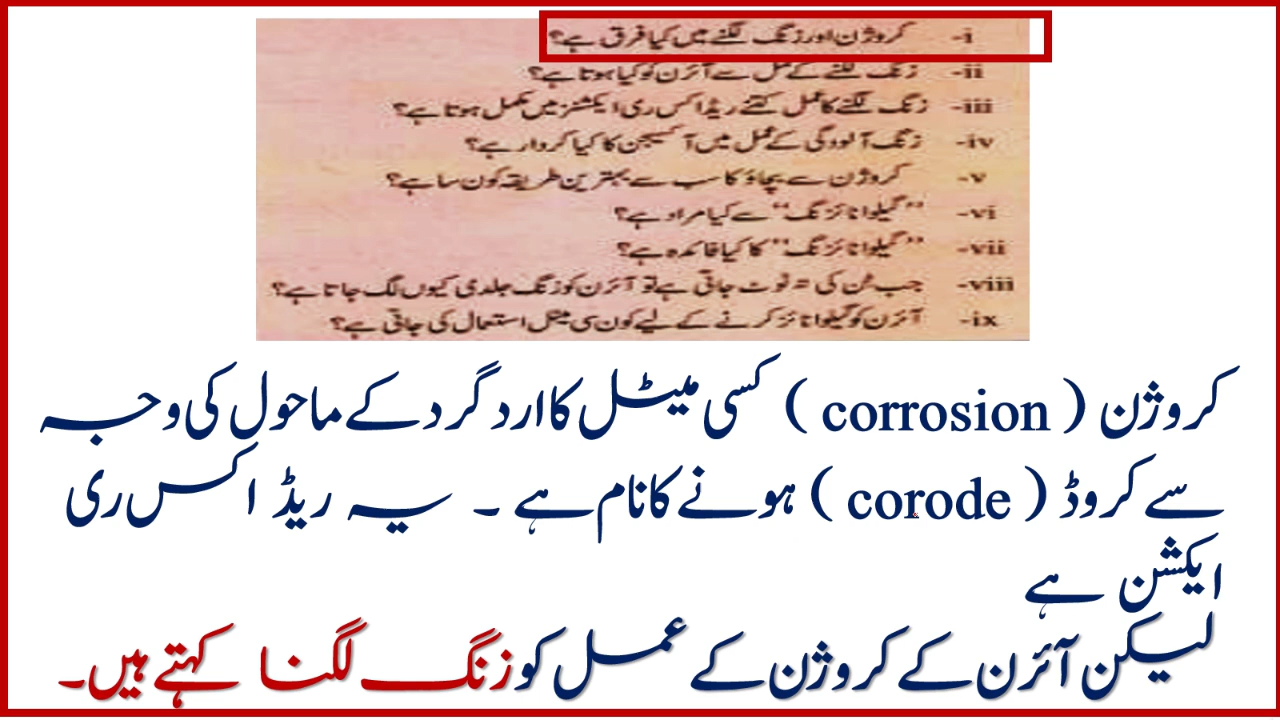 i- کروژن اور زنگ لگنے میں کیا فرق ہے؟
ii- زنگ لگنے کے عمل سے آئرن کو کیا ہوتا ہے؟
iii- زنگ لگنے کا عمل کتنے ریڈاکس ری ایکشنز میں مکمل ہوتا ہے؟
iv- زنگ آلودگی کے عمل میں آکسیجن کا کیا کردار ہے؟
v- کروژن سے بچاؤ کا سب سے بہترین طریقہ کون سا ہے؟
vi- ”گیلوانائزنگ“ سے کیا مراد ہے؟
vii- ”گیلوانائزنگ“ کا کیا فائدہ ہے؟
viii- جب ٹن کی تہ ٹوٹ جاتی ہے تو آئرن کو زنگ جلدی کیوں لگ جاتا ہے؟
ix- آئرن کو گیلوانائز کرنے کے لیے کون سی میٹل استعمال کی جاتی ہے؟
کروژن ( corrosion ) کسی میٹل کا ارد گرد کے ماحول کی وجہ
سے کروڈ ( corode ) ہونے کا نام ہے ۔ یہ ریڈ اکس ری
ایکشن ہے
لیکن آئرن کے کروژن کے عمل کو زنگ لگنا کہتے ہیں۔